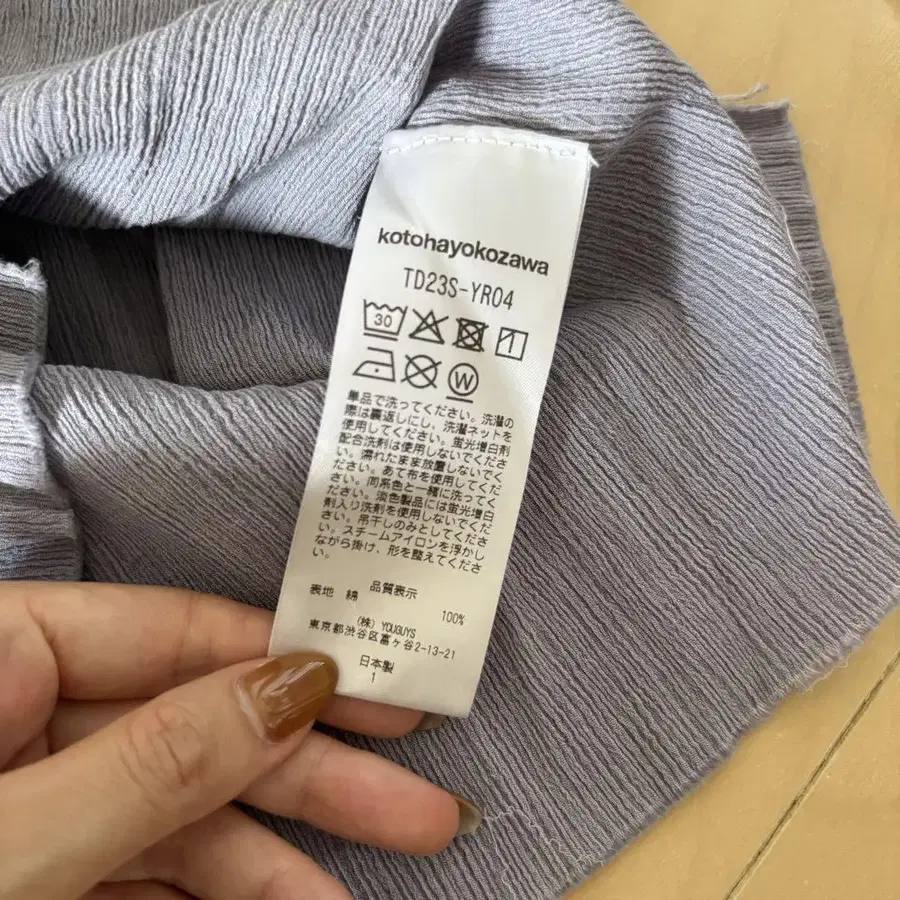 kotohayokozawa
TD23S-YR04
30
1
W
単品で洗ってください。洗濯の
際は裏返しにし、洗濯ネットを
使用してください。蛍光増白剤
配合洗剤は使用しないでくださ
い。濡れたまま放置しないでく
ださい。あて布を使用してくだ
さい。同系色と一緒に洗ってく
ださい。淡色製品には蛍光増白
剤入り洗剤を使用しないでくだ
さい。吊干しのみとしてくださ
い。スチームアイロンを浮かし
ながら掛け、形を整えてくださ
い。
品質表示
表地 綿 100%
(株) YOUGUYS
東京都渋谷区富ヶ谷2-13-21
日本製
1